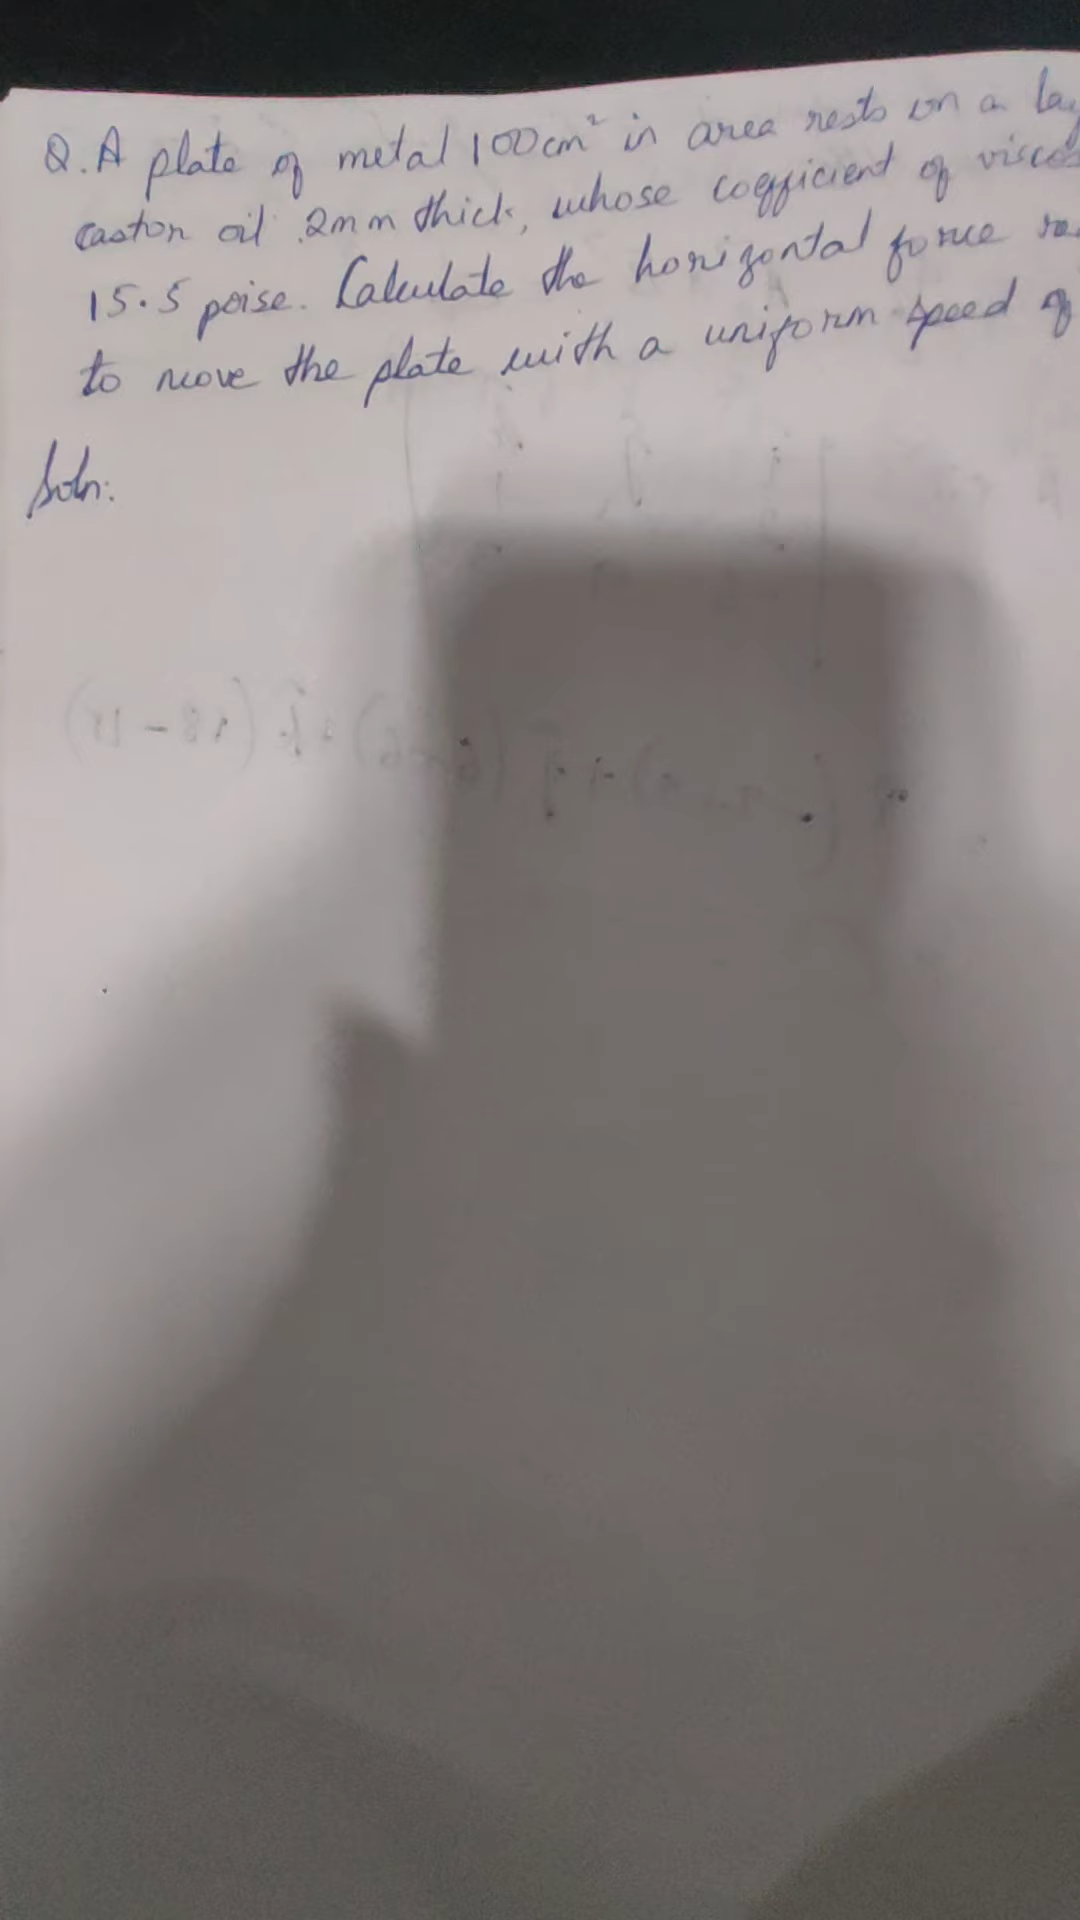 Q. A plate of metal 100cm² in area rests on a
castor oil 2mm thick, whose coefficient of
15.5 poise. Calculate the horizontal force
to move the plate with a uniform speed of
Soln: